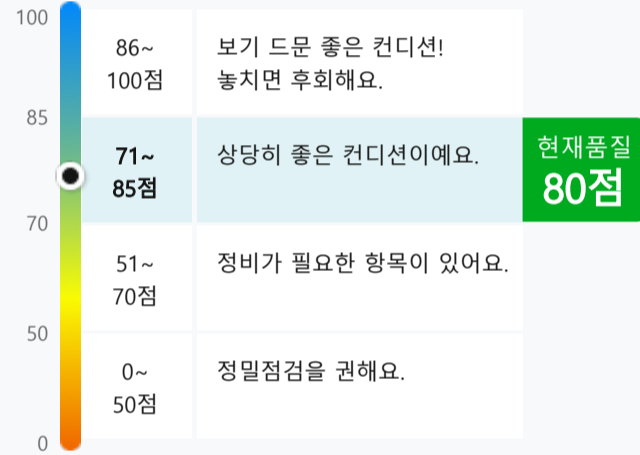 100
86~
100점
보기 드문 좋은 컨디션!
놓치면 후회해요.
85
71~
85점
상당히 좋은 컨디션이예요.
현재품질
80점
70
51~
70점
정비가 필요한 항목이 있어요.
50
0~
50점
정밀점검을 권해요.
0